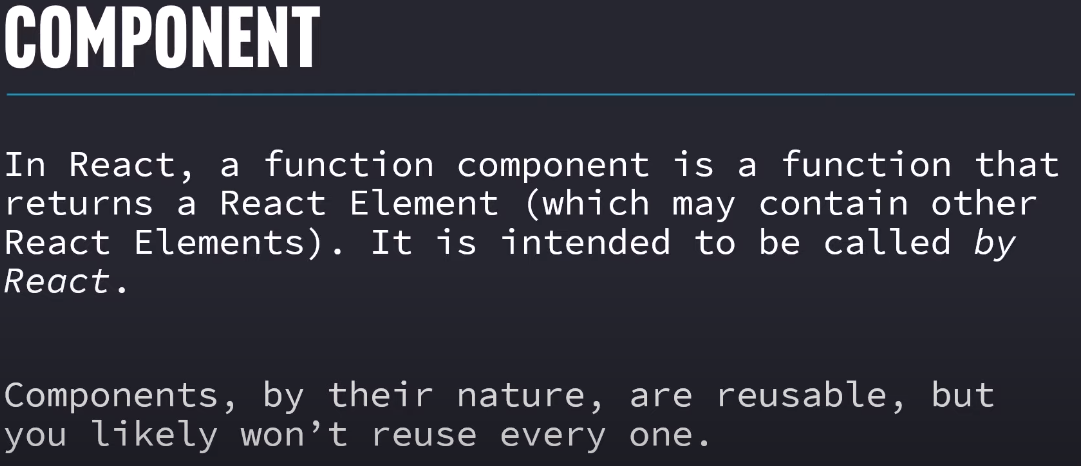 COMPONENT
In React, a function component is a function that
returns a React Element (which may contain other
React Elements). It is intended to be called by
React.
Components, by their nature, are reusable, but
you likely won’t reuse every one.